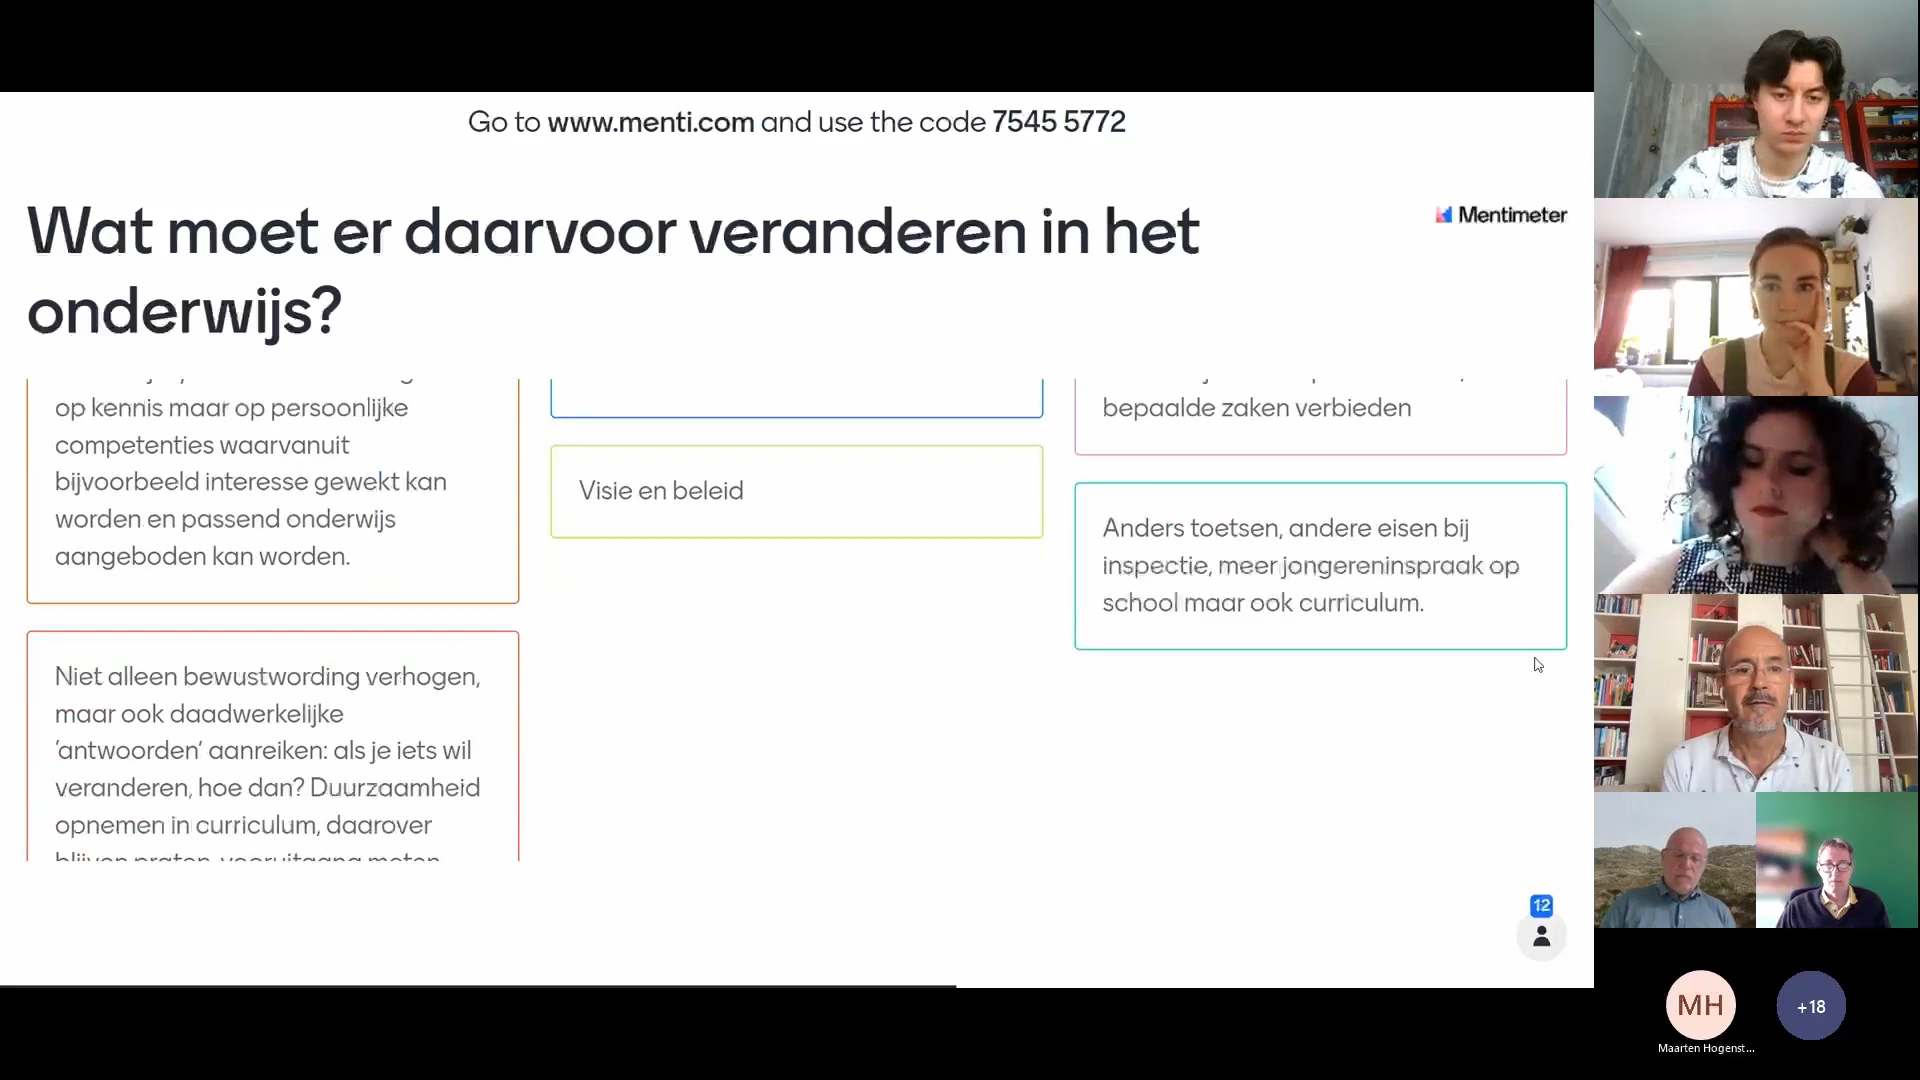 Go to www.menti.com and use the code 7545 5772
Wat moet er daarvoor veranderen in het
onderwijs?
Mentimeter
op kennis maar op persoonlijke
competenties waarvanuit
bijvoorbeeld interesse gewekt kan
worden en passend onderwijs
aangeboden kan worden.
Niet alleen bewustwording verhogen,
maar ook daadwerkelijke
'antwoorden' aanreiken: als je iets wil
veranderen, hoe dan? Duurzaamheid
opnemen in curriculum, daarover
blijven praten, vooruitgang meten
Visie en beleid
bepaalde zaken verbieden
Anders toetsen, andere eisen bij
inspectie, meer jongereninspraak op
school maar ook curriculum.
12
MH
+18
Maarten Hogenst...